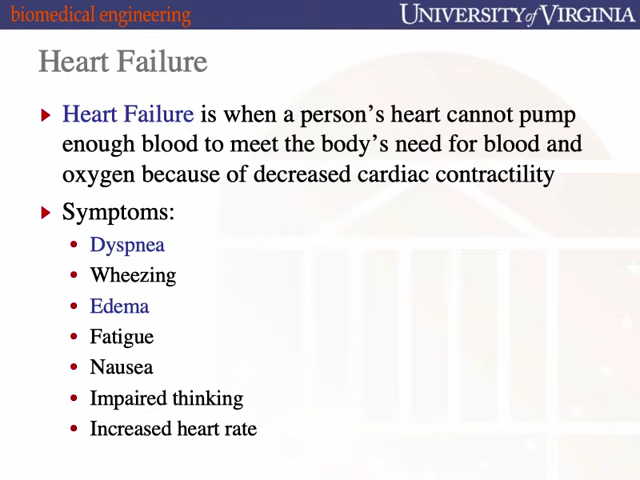 biomedical engineering
UNIVERSITY of VIRGINIA
Heart Failure
Heart Failure is when a person's heart cannot pump
enough blood to meet the body's need for blood and
oxygen because of decreased cardiac contractility
Symptoms:
Dyspnea
Wheezing
Edema
Fatigue
Nausea
Impaired thinking
Increased heart rate